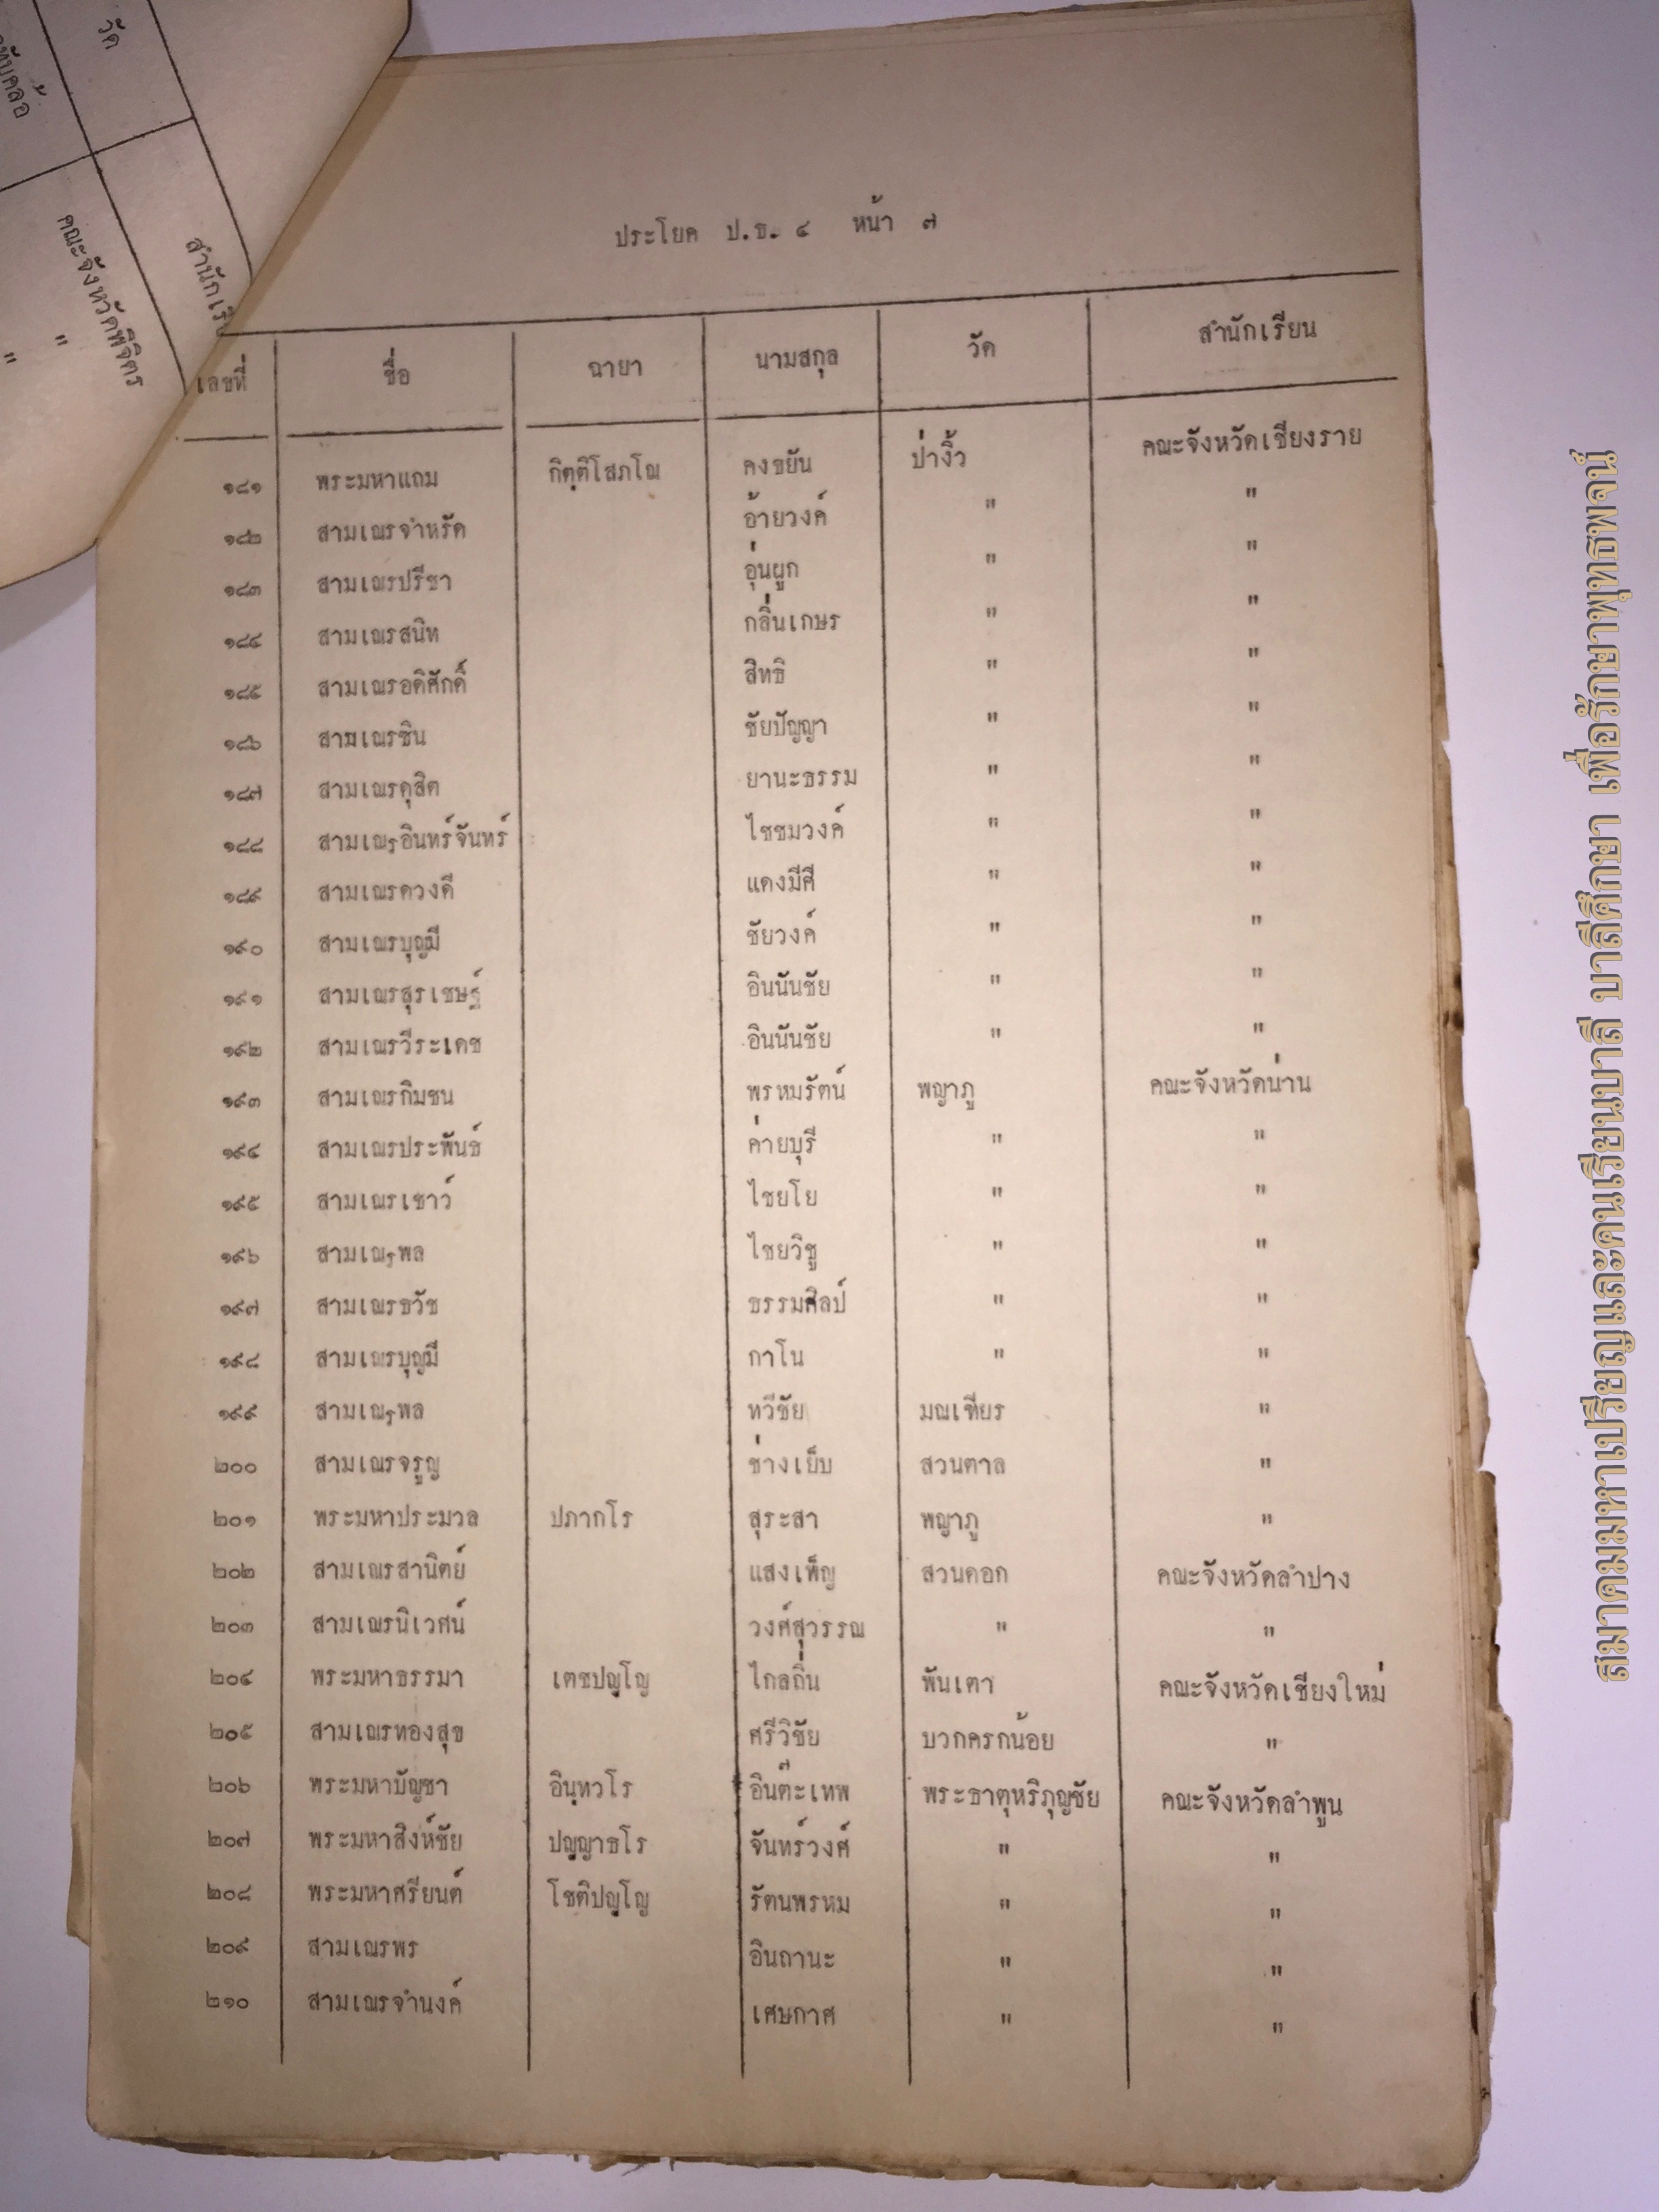 วัด
ทับคล้อ
สำนักเรีย
คณะจังหวัดพิจิตร
"
"
ประโยค ป.ธ. ๔ หน้า ๗
เลขที่ ชื่อ ฉายา นามสกุล วัด สำนักเรียน
๑๘๑ พระมหาแถม กิตฺติโสภโณ คงขยัน ป่างิ้ว คณะจังหวัดเชียงราย
๑๘๒ สามเณรจำหรัด อ้ายวงค์ " "
๑๘๓ สามเณรปรีชา อุ่นผูก " "
๑๘๔ สามเณรสนิท กลิ่นเกษร " "
๑๘๕ สามเณรอดิศักดิ์ สิทธิ " "
๑๘๖ สามเณรชิน ชัยปัญญา " "
๑๘๗ สามเณรดุสิต ยานะธรรม " "
๑๘๘ สามเณรอินทร์จันทร์ ไชชมวงค์ " "
๑๘๙ สามเณรดวงดี แดงมีศี " "
๑๙๐ สามเณรบุญมี ชัยวงค์ " "
๑๙๑ สามเณรสุรเชษฐ์ อินนันชัย " "
๑๙๒ สามเณรวีระเดช อินนันชัย " "
๑๙๓ สามเณรกิมชน พรหมรัตน์ พญาภู คณะจังหวัดน่าน
๑๙๔ สามเณรประพันธ์ ค่ายบุรี " "
๑๙๕ สามเณรเชาว์ ไชยโย " "
๑๙๖ สามเณรพล ไชยวิชู " "
๑๙๗ สามเณรธวัช ธรรมศิลป์ " "
๑๙๘ สามเณรบุญมี กาโน " "
๑๙๙ สามเณรพล ทวีชัย มณเฑียร "
๒๐๐ สามเณรจรูญ ช่างเย็บ สวนตาล "
๒๐๑ พระมหาประมวล ปภากโร สุระสา พญาภู "
๒๐๒ สามเณรสานิตย์ แสงเพ็ญ สวนดอก คณะจังหวัดลำปาง
๒๐๓ สามเณรนิเวศน์ วงศ์สุวรรณ " "
๒๐๔ พระมหาธรรมา เตชปญฺโญ ไกลถิ่น พันเตา คณะจังหวัดเชียงใหม่
๒๐๕ สามเณรทองสุข ศรีวิชัย บวกครกน้อย "
๒๐๖ พระมหาบัญชา อินฺทวโร อินต๊ะเทพ พระธาตุหริภุญชัย คณะจังหวัดลำพูน
๒๐๗ พระมหาสิงห์ชัย ปญฺญาธโร จันทร์วงศ์ " "
๒๐๘ พระมหาศรียนต์ โชติปญฺโญ รัตนพรหม " "
๒๐๙ สามเณรพร อินถานะ " "
๒๑๐ สามเณรจำนงค์ เศษกาศ " "
สมาคมมหาเปรียญและคนเรียนบาลี บาลีศึกษา เพื่อรักษาพุทธพจน์